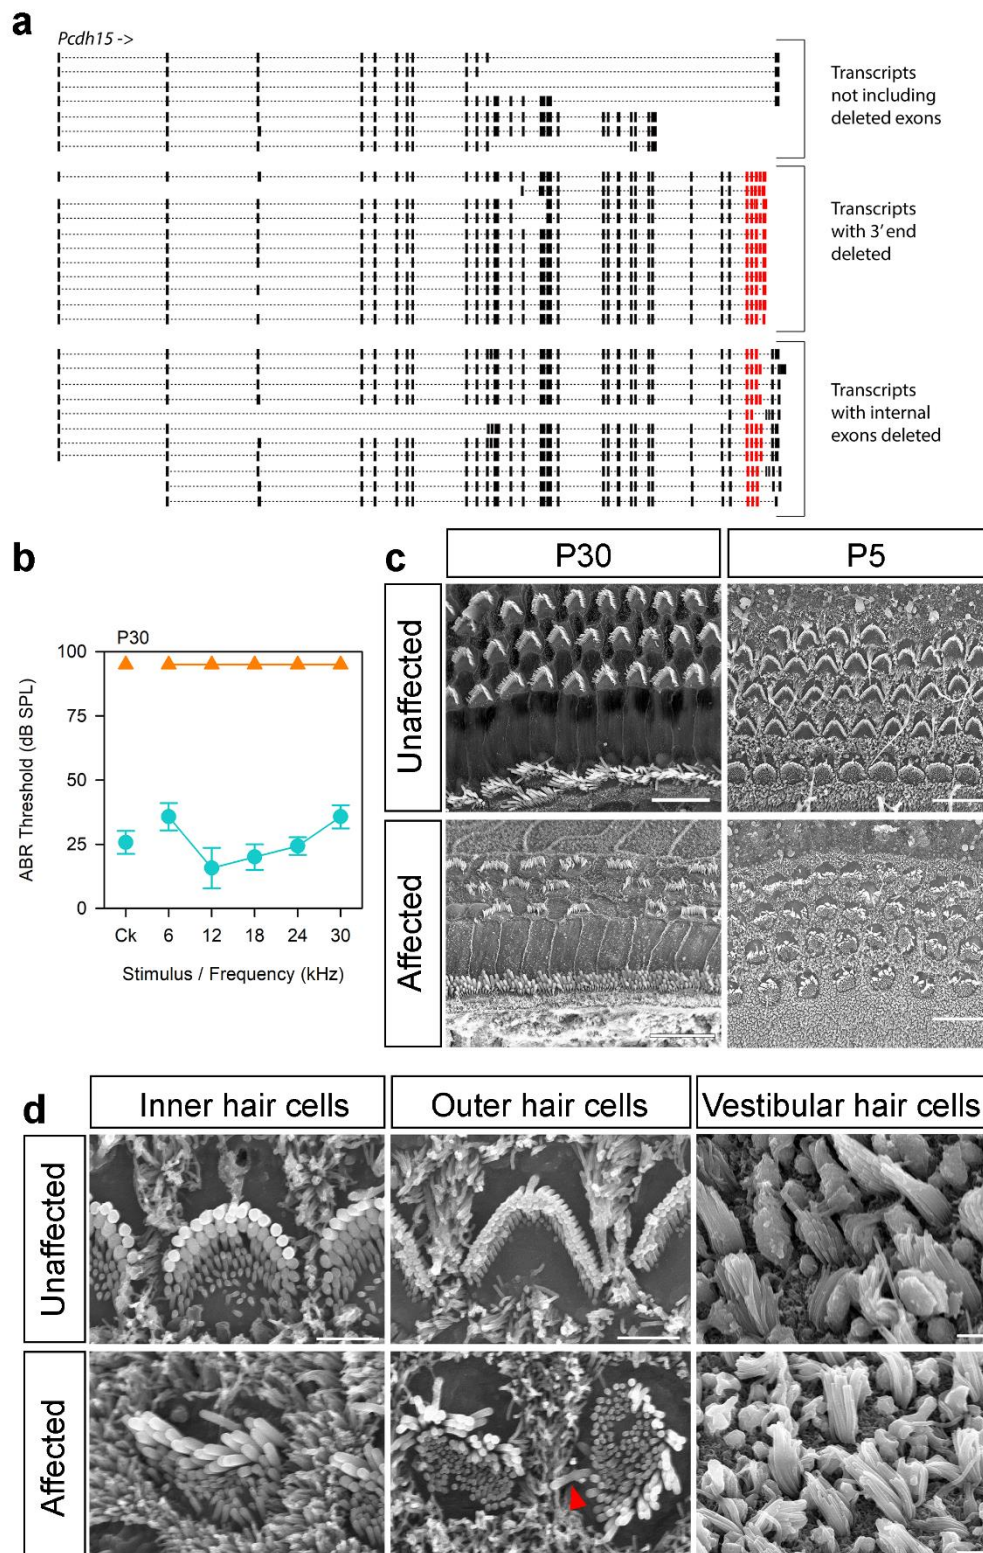 a
Pcdh15 ->
Transcripts
not including
deleted exons
Transcripts
with 3' end
deleted
Transcripts
with internal
exons deleted
b
P30
ABR Threshold (dB SPL)
100
75
50
25
0
Ck 6 12 18 24 30
Stimulus / Frequency (kHz)
c
P30 P5
Unaffected
Affected
d
Inner hair cells Outer hair cells Vestibular hair cells
Unaffected
Affected